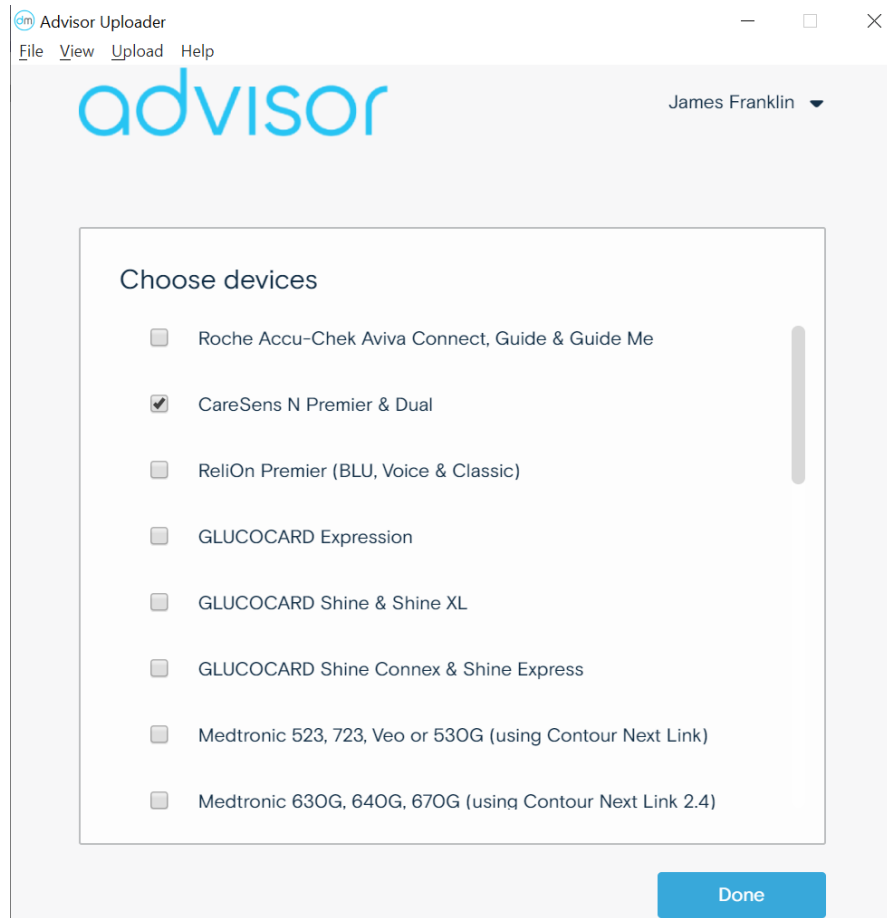 dm Advisor Uploader
File View Upload Help
advisor
James Franklin
Choose devices
Roche Accu-Chek Aviva Connect, Guide & Guide Me
CareSens N Premier & Dual
ReliOn Premier (BLU, Voice & Classic)
GLUCOCARD Expression
GLUCOCARD Shine & Shine XL
GLUCOCARD Shine Connex & Shine Express
Medtronic 523, 723, Veo or 530G (using Contour Next Link)
Medtronic 630G, 640G, 670G (using Contour Next Link 2.4)
Done